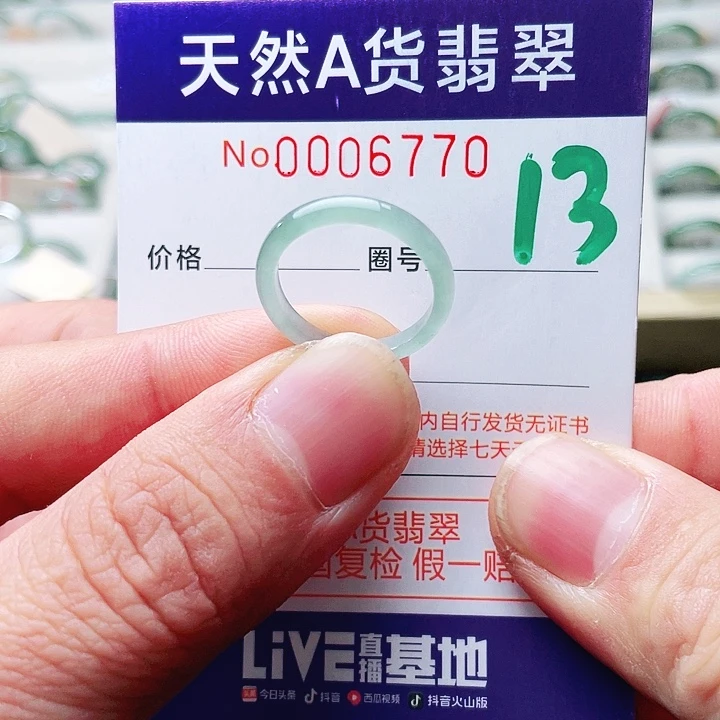 天然A货翡翠
No.0006770
13
价格 圈号
内自行发货无证书
请选择七天
货翡翠
复检 假一赔
LiVE直播基地
今日头条 抖音 西瓜视频 抖音火山版